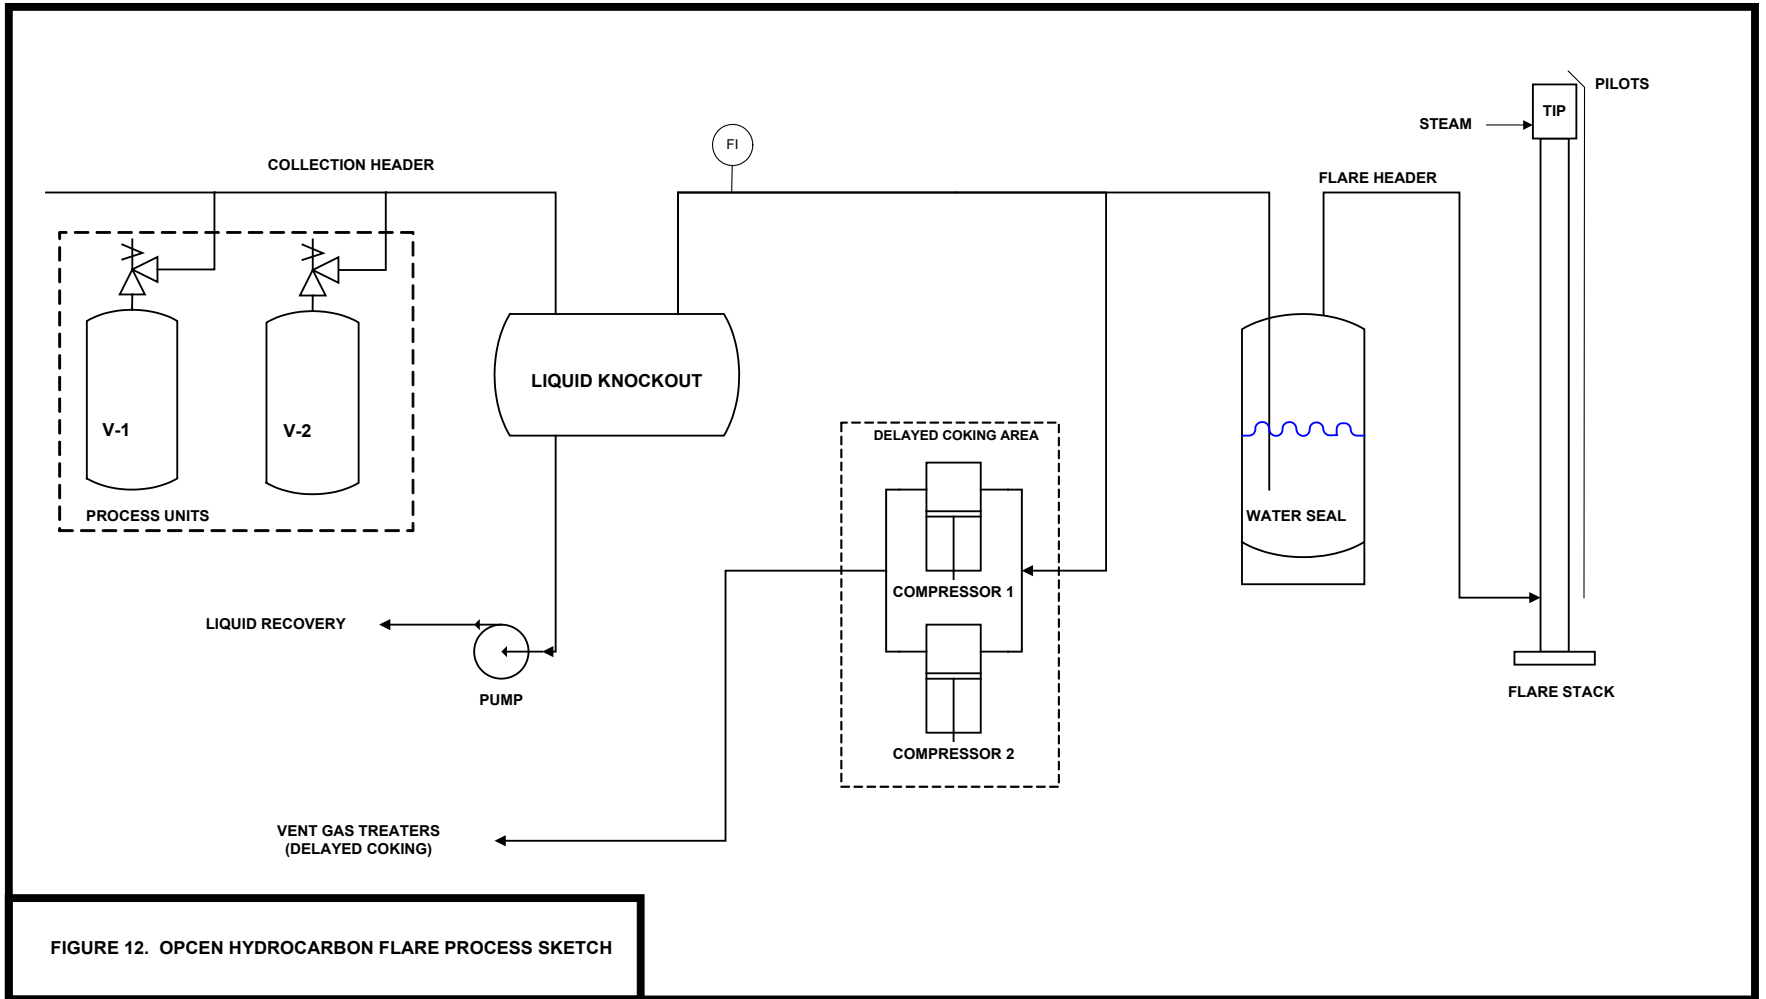 PILOTS
TIP
STEAM
FI
COLLECTION HEADER
FLARE HEADER
LIQUID KNOCKOUT
V-1
V-2
DELAYED COKING AREA
PROCESS UNITS
WATER SEAL
COMPRESSOR 1
LIQUID RECOVERY
PUMP
FLARE STACK
COMPRESSOR 2
VENT GAS TREATERS
(DELAYED COKING)
FIGURE 12. OPCEN HYDROCARBON FLARE PROCESS SKETCH